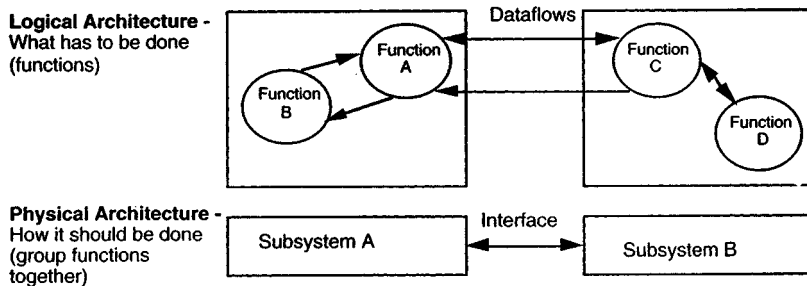 Logical Architecture -
What has to be done
(functions)
Dataflows
Function
A
Function
B
Function
C
Function
D
Physical Architecture -
How it should be done
(group functions
together)
Subsystem A
Interface
Subsystem B